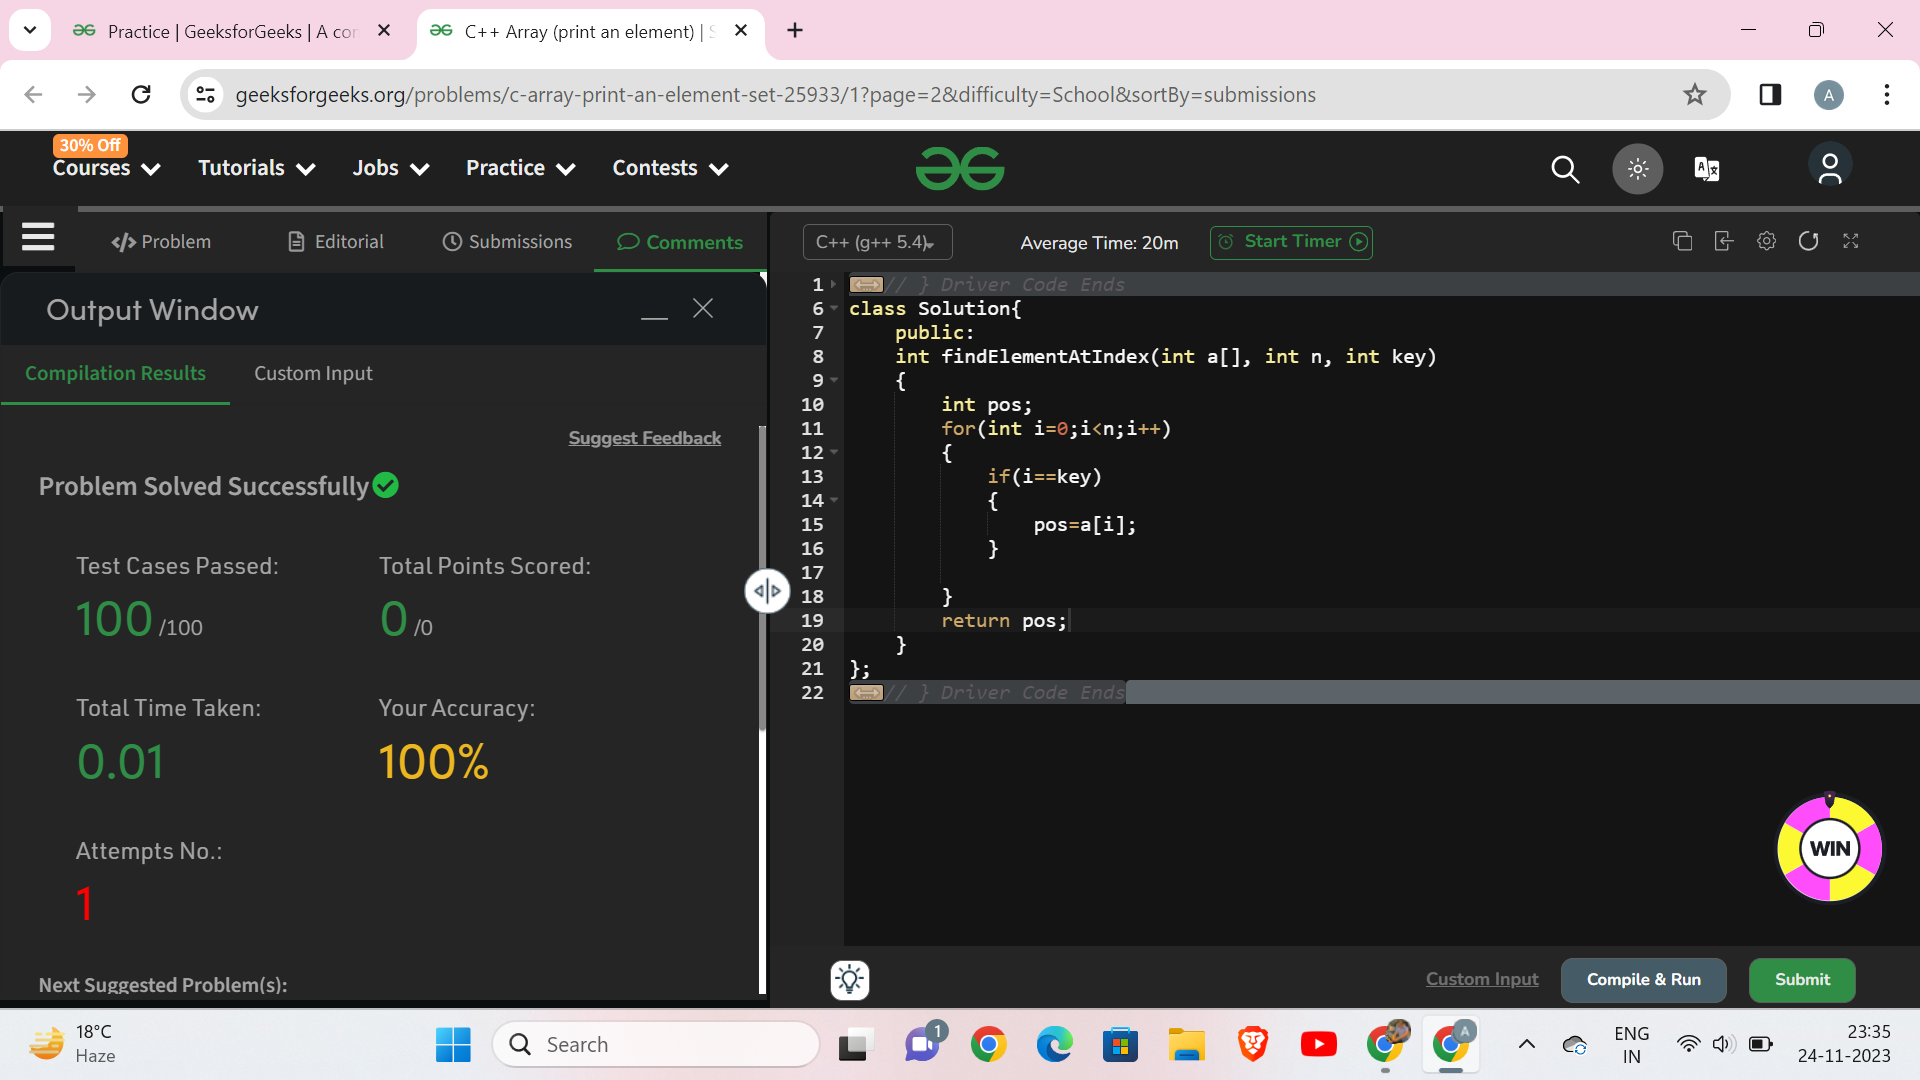 Practice | GeeksforGeeks | A cor
C++ Array (print an element) | S
geeksforgeeks.org/problems/c-array-print-an-element-set-25933/1?page=2&difficulty=School&sortBy=submissions
A
30% Off
Courses
Tutorials
Jobs
Practice
Contests
Problem
Editorial
Submissions
Comments
C++ (g++ 5.4)
Average Time: 20m
Start Timer
Output Window
Compilation Results
Custom Input
Suggest Feedback
Problem Solved Successfully
Test Cases Passed:
100 /100
Total Points Scored:
0 /0
Total Time Taken:
0.01
Your Accuracy:
100%
Attempts No.:
1
Next Suggested Problem(s):
1 // } Driver Code Ends
6 class Solution{
7 public:
8 int findElementAtIndex(int a[], int n, int key)
9 {
10 int pos;
11 for(int i=0;i<n;i++)
12 {
13 if(i==key)
14 {
15 pos=a[i];
16 }
17
18 }
19 return pos;
20 }
21 };
22 // } Driver Code Ends
WIN
Custom Input
Compile & Run
Submit
18°C
Haze
Search
1
A
ENG
IN
23:35
24-11-2023